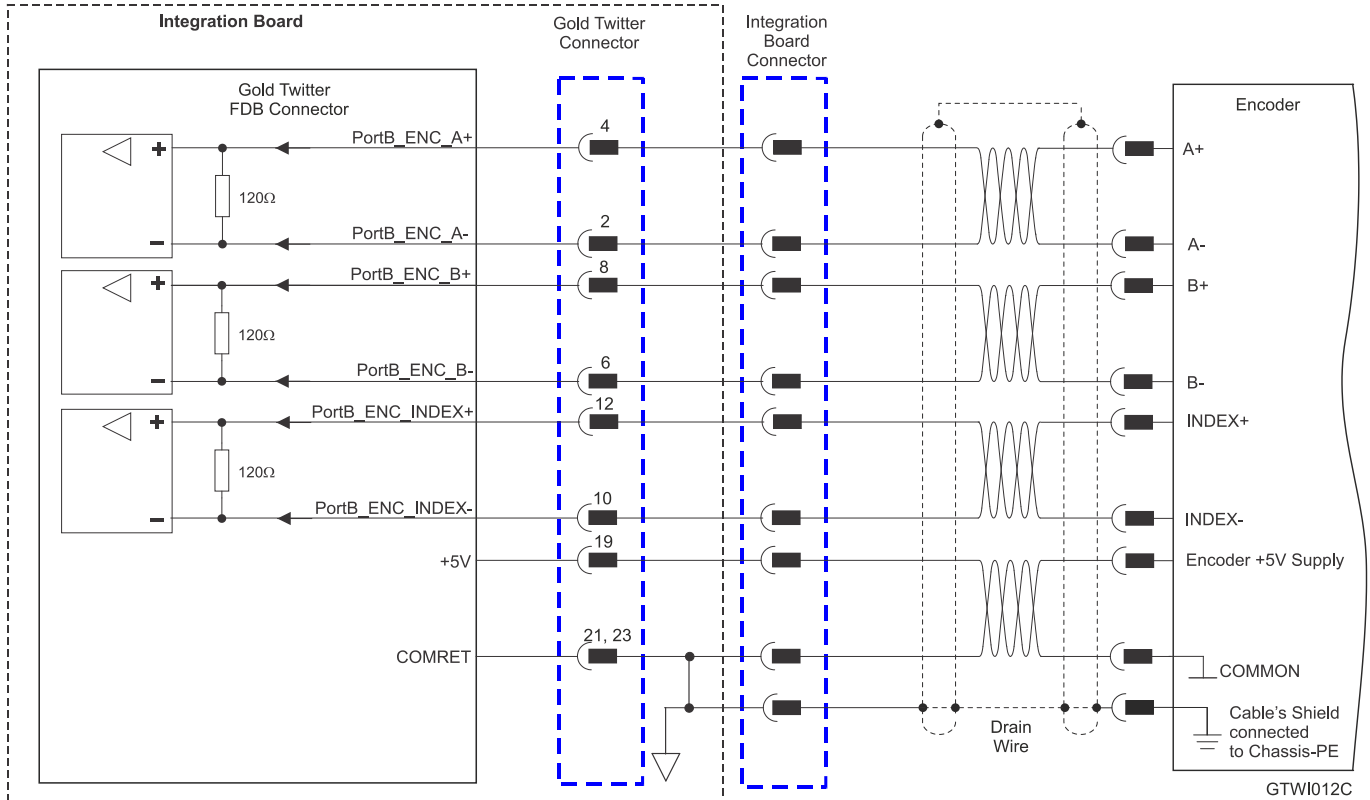 Integration Board
Gold Twitter
Connector
Integration
Board
Connector
Gold Twitter
FDB Connector
Encoder
+
PortB_ENC_A+
4
A+
120Ω
-
PortB_ENC_A-
2
A-
+
PortB_ENC_B+
8
B+
120Ω
-
PortB_ENC_B-
6
B-
+
PortB_ENC_INDEX+
12
INDEX+
120Ω
-
PortB_ENC_INDEX-
10
INDEX-
+5V
19
Encoder +5V Supply
COMRET
21, 23
COMMON
Drain
Wire
Cable's Shield
connected
to Chassis-PE
GTWI012C